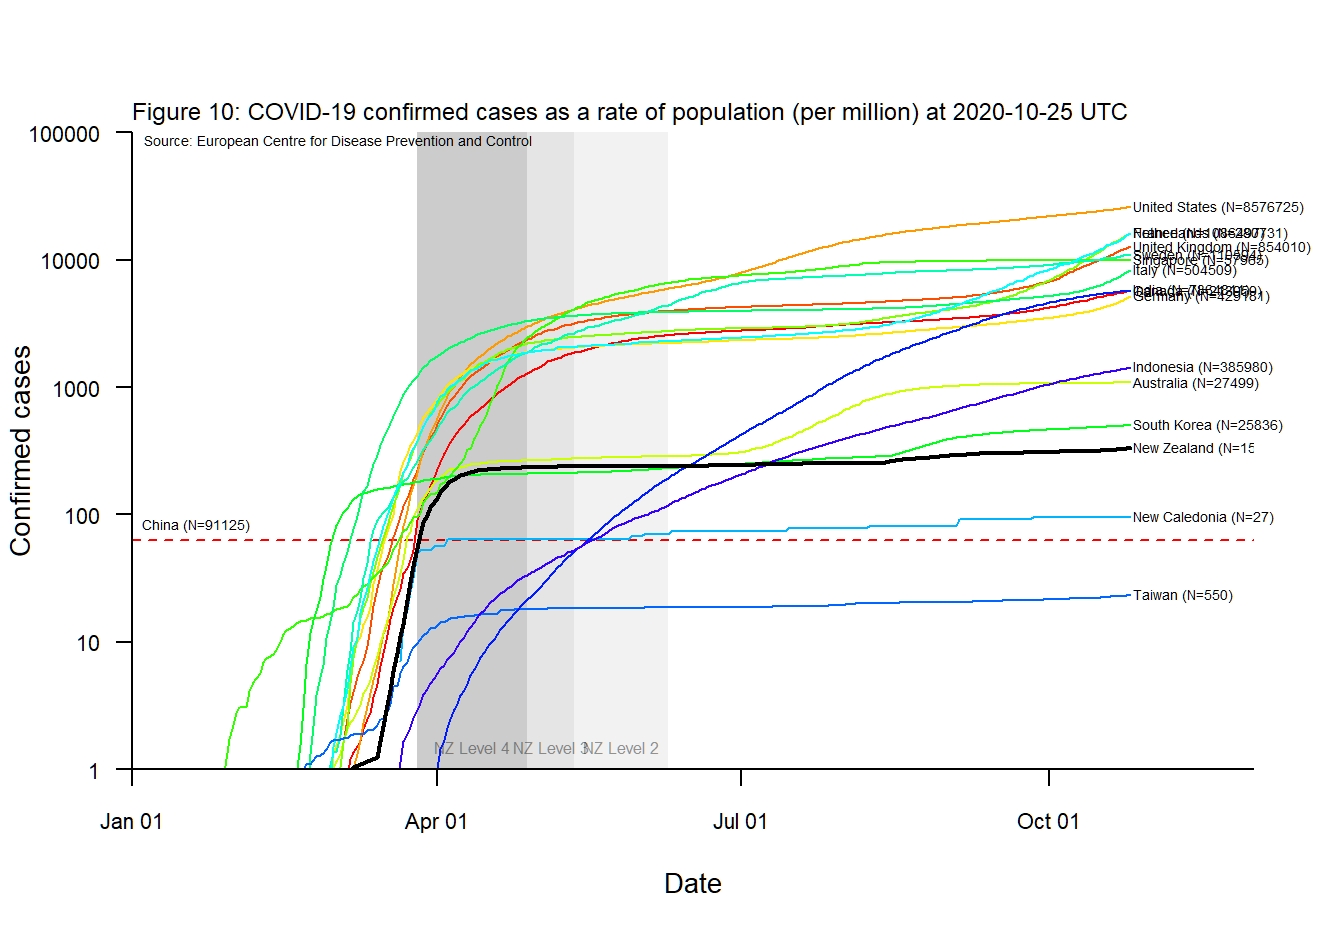 Figure 10: COVID-19 confirmed cases as a rate of population (per million) at 2020-10-25 UTC
Source: European Centre for Disease Prevention and Control
Confirmed cases
100000
10000
1000
100
10
1
United States (N=8576725)
United Kingdom (N=854010)
Singapore (N=57965)
Italy (N=504509)
Germany (N=429181)
Indonesia (N=385980)
Australia (N=27499)
South Korea (N=25836)
New Zealand (N=15
China (N=91125)
New Caledonia (N=27)
Taiwan (N=550)
NZ Level 4
NZ Level 3
NZ Level 2
Jan 01
Apr 01
Jul 01
Oct 01
Date